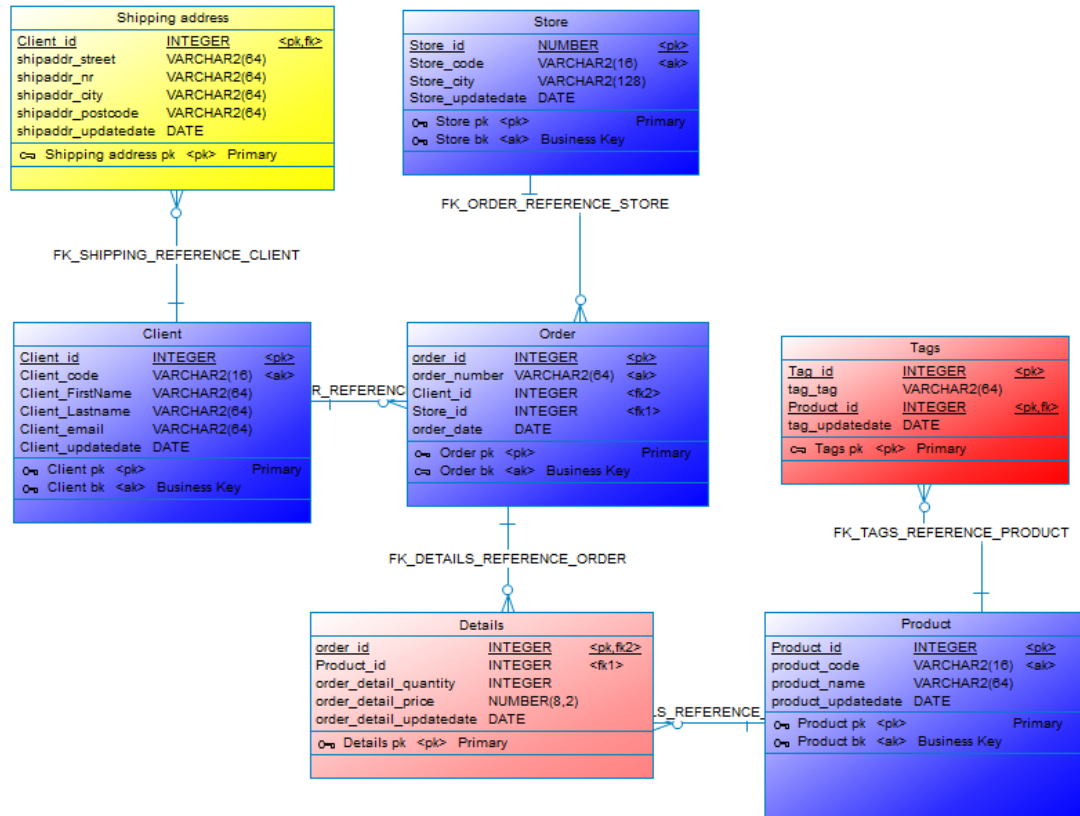 Shipping address
Client_id INTEGER <pk,fk>
shipaddr_street VARCHAR2(64)
shipaddr_nr VARCHAR2(64)
shipaddr_city VARCHAR2(64)
shipaddr_postcode VARCHAR2(64)
shipaddr_updatedate DATE
Shipping address pk <pk> Primary
Store
Store_id NUMBER <pk>
Store_code VARCHAR2(16) <ak>
Store_city VARCHAR2(128)
Store_updatedate DATE
Store pk <pk> Primary
Store bk <ak> Business Key
FK_ORDER_REFERENCE_STORE
FK_SHIPPING_REFERENCE_CLIENT
Client
Client_id INTEGER <pk>
Client_code VARCHAR2(16) <ak>
Client_FirstName VARCHAR2(64)
Client_Lastname VARCHAR2(64)
Client_email VARCHAR2(64)
Client_updatedate DATE
Client pk <pk> Primary
Client bk <ak> Business Key
R_REFERENC
Order
order_id INTEGER <pk>
order_number VARCHAR2(64) <ak>
Client_id INTEGER <fk2>
Store_id INTEGER <fk1>
order_date DATE
Order pk <pk> Primary
Order bk <ak> Business Key
Tags
Tag_id INTEGER <pk>
tag_tag VARCHAR2(64)
Product_id INTEGER <pk,fk>
tag_updatedate DATE
Tags pk <pk> Primary
FK_TAGS_REFERENCE_PRODUCT
FK_DETAILS_REFERENCE_ORDER
Details
order_id INTEGER <pk,fk2>
Product_id INTEGER <fk1>
order_detail_quantity INTEGER
order_detail_price NUMBER(8,2)
order_detail_updatedate DATE
Details pk <pk> Primary
LS_REFERENCE_
Product
Product_id INTEGER <pk>
product_code VARCHAR2(16) <ak>
product_name VARCHAR2(64)
product_updatedate DATE
Product pk <pk> Primary
Product bk <ak> Business Key